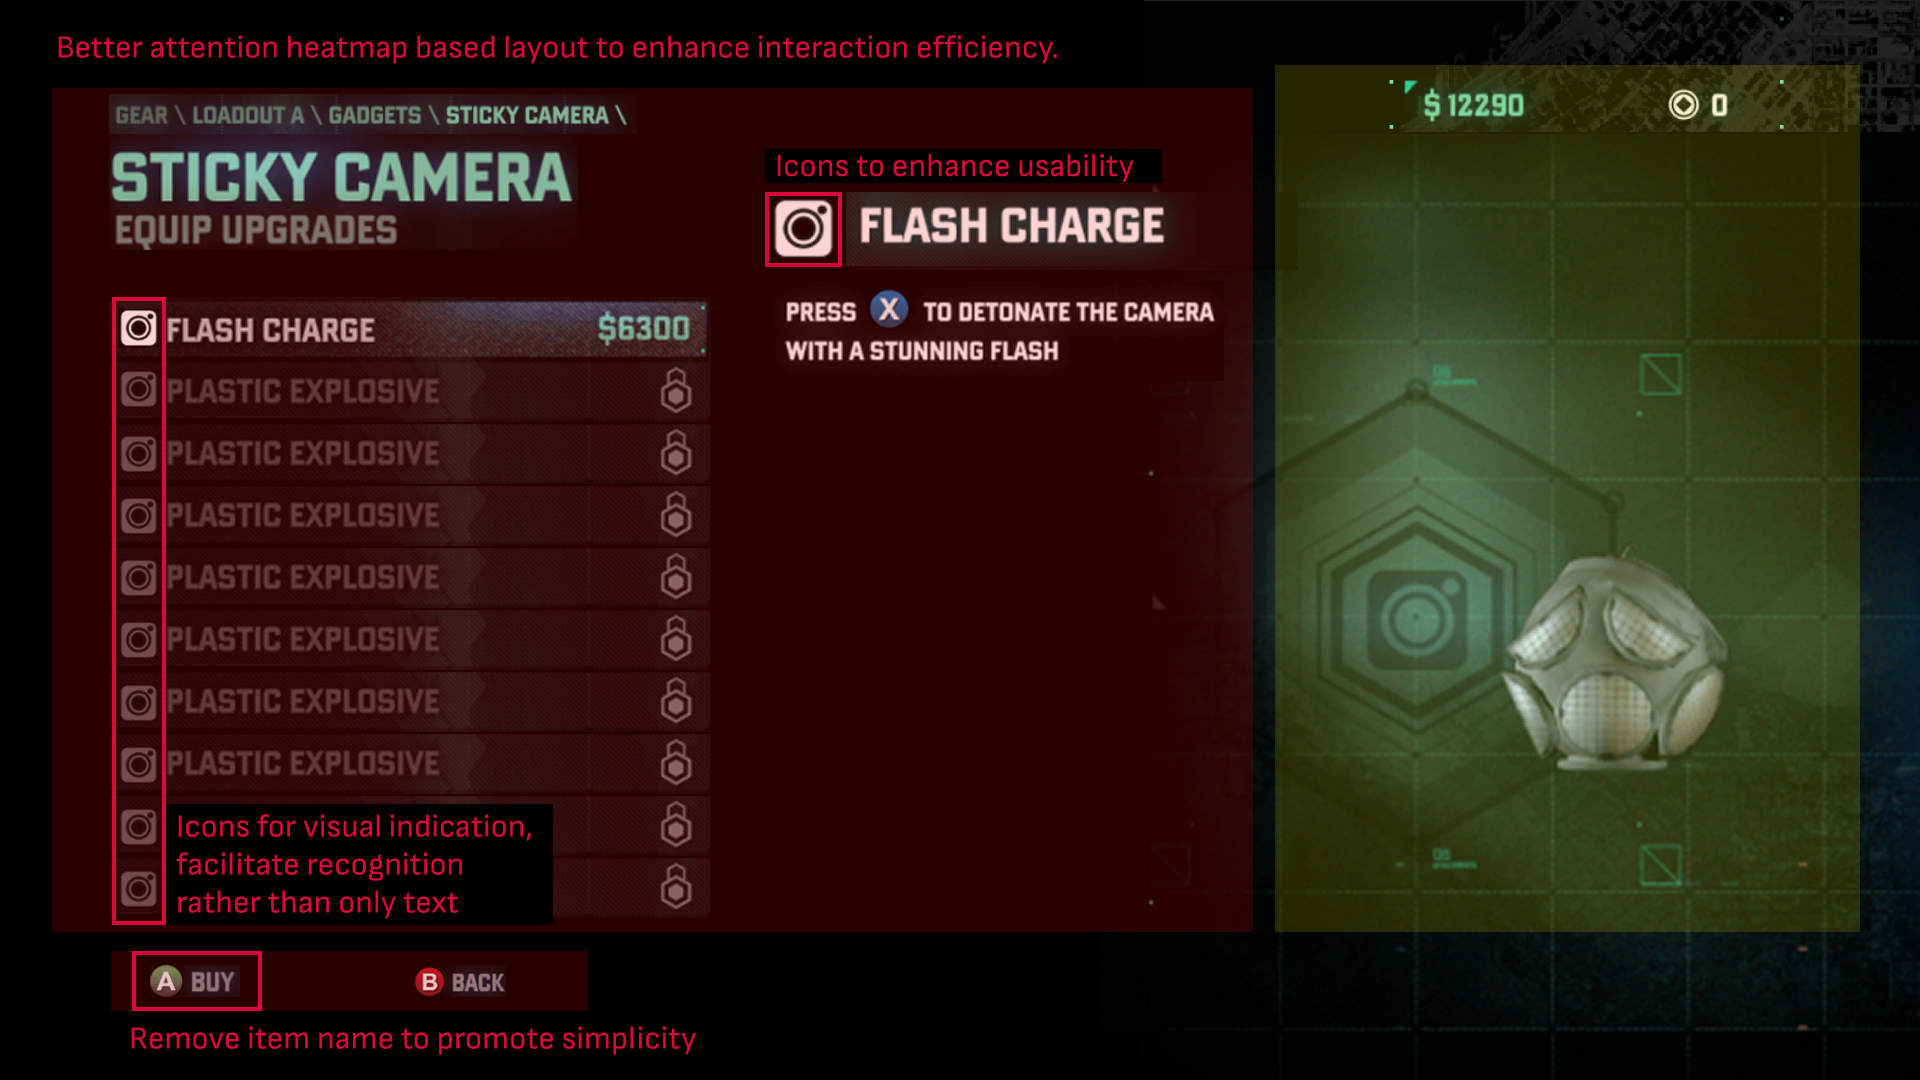 Better attention heatmap based layout to enhance interaction efficiency.
GEAR \ LOADOUT A \ GADGETS \ STICKY CAMERA \
$ 12290
0
STICKY CAMERA
EQUIP UPGRADES
Icons to enhance usability
FLASH CHARGE
PRESS X TO DETONATE THE CAMERA
WITH A STUNNING FLASH
FLASH CHARGE $6300
PLASTIC EXPLOSIVE
PLASTIC EXPLOSIVE
PLASTIC EXPLOSIVE
PLASTIC EXPLOSIVE
PLASTIC EXPLOSIVE
PLASTIC EXPLOSIVE
PLASTIC EXPLOSIVE
Icons for visual indication,
facilitate recognition
rather than only text
A BUY
B BACK
Remove item name to promote simplicity